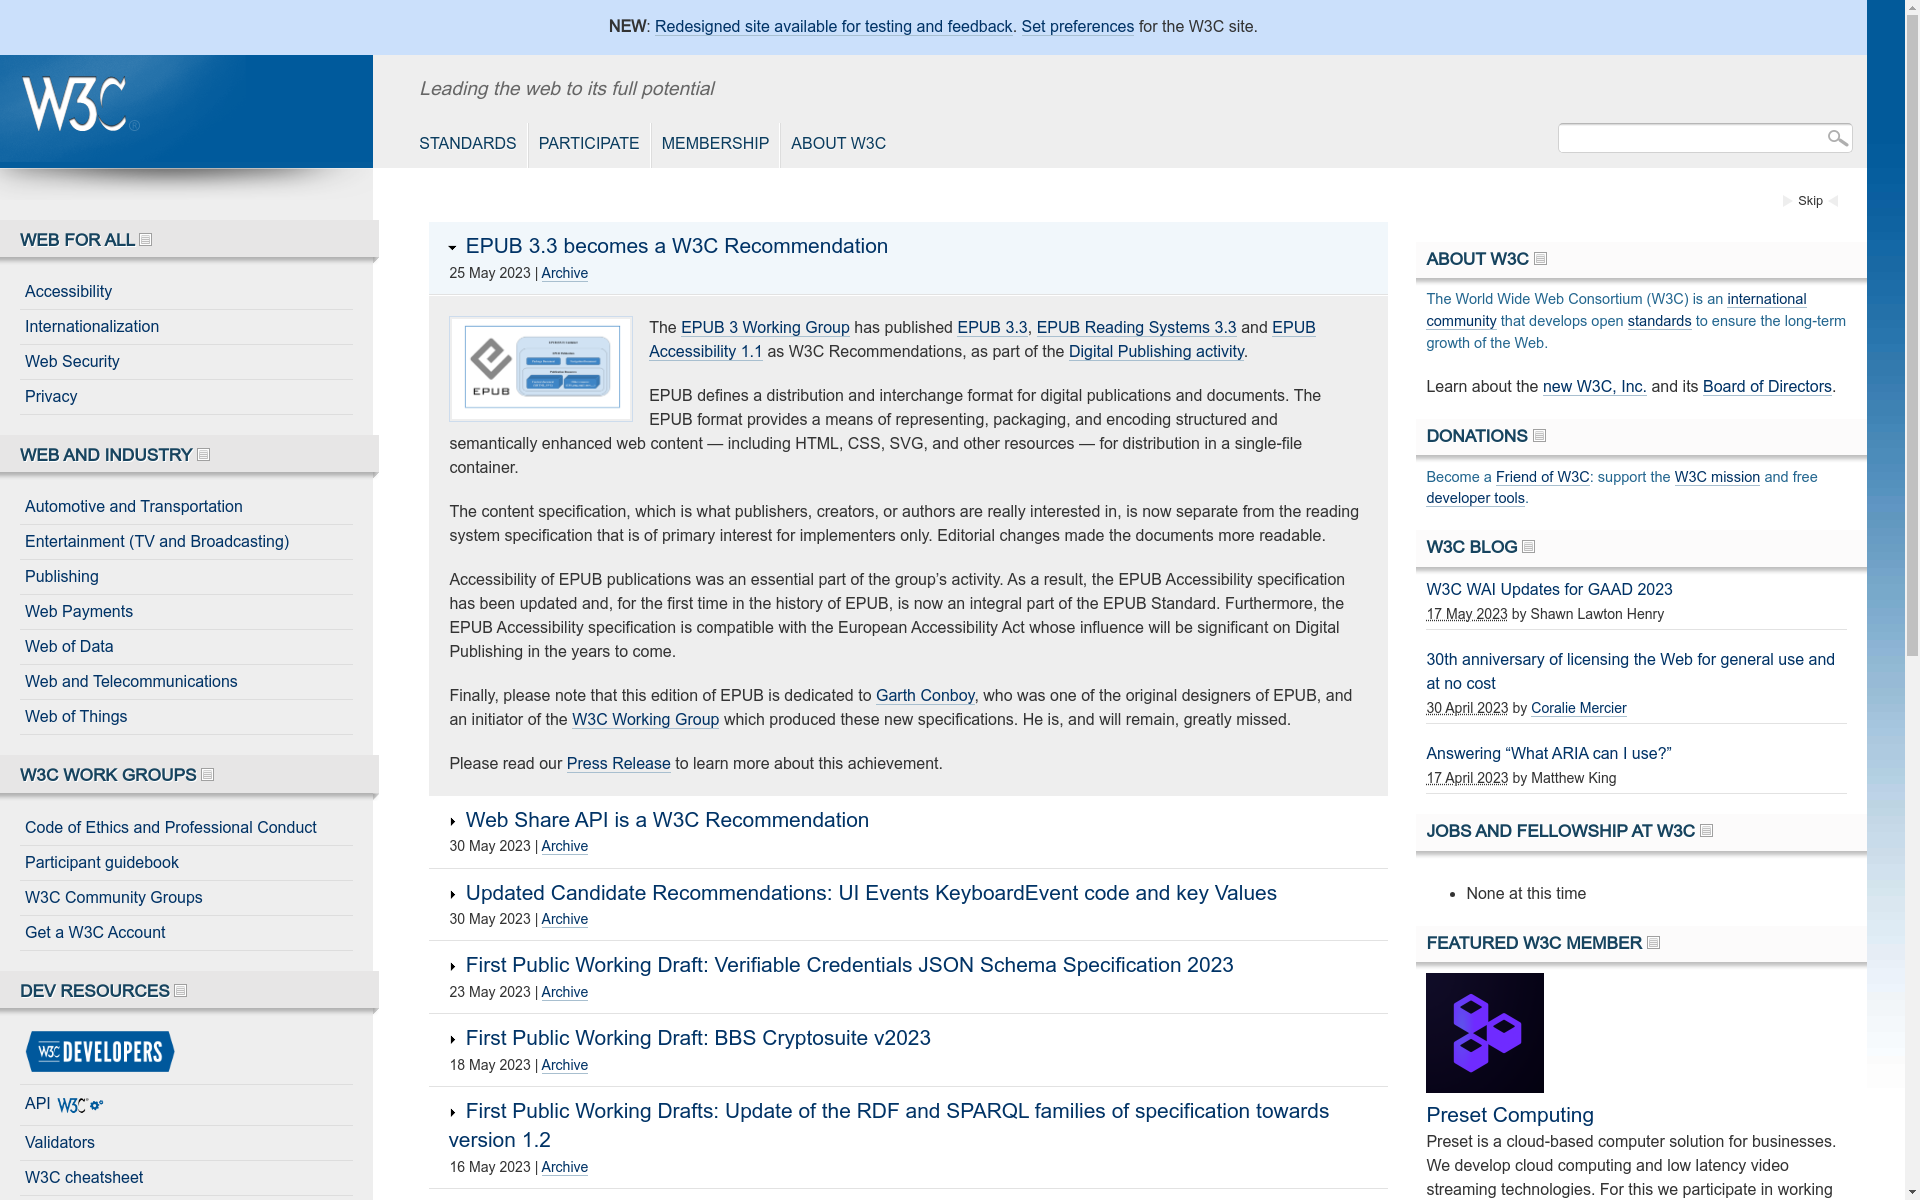 NEW: Redesigned site available for testing and feedback. Set preferences for the W3C site.
W3C®
Leading the web to its full potential
STANDARDS
PARTICIPATE
MEMBERSHIP
ABOUT W3C
Skip
WEB FOR ALL
Accessibility
Internationalization
Web Security
Privacy
WEB AND INDUSTRY
Automotive and Transportation
Entertainment (TV and Broadcasting)
Publishing
Web Payments
Web of Data
Web and Telecommunications
Web of Things
W3C WORK GROUPS
Code of Ethics and Professional Conduct
Participant guidebook
W3C Community Groups
Get a W3C Account
DEV RESOURCES
W3C DEVELOPERS
API W3C
Validators
W3C cheatsheet
EPUB 3.3 becomes a W3C Recommendation
25 May 2023 | Archive
EPUB
The EPUB 3 Working Group has published EPUB 3.3, EPUB Reading Systems 3.3 and EPUB
Accessibility 1.1 as W3C Recommendations, as part of the Digital Publishing activity.
EPUB defines a distribution and interchange format for digital publications and documents. The
EPUB format provides a means of representing, packaging, and encoding structured and
semantically enhanced web content — including HTML, CSS, SVG, and other resources — for distribution in a single-file
container.
The content specification, which is what publishers, creators, or authors are really interested in, is now separate from the reading
system specification that is of primary interest for implementers only. Editorial changes made the documents more readable.
Accessibility of EPUB publications was an essential part of the group’s activity. As a result, the EPUB Accessibility specification
has been updated and, for the first time in the history of EPUB, is now an integral part of the EPUB Standard. Furthermore, the
EPUB Accessibility specification is compatible with the European Accessibility Act whose influence will be significant on Digital
Publishing in the years to come.
Finally, please note that this edition of EPUB is dedicated to Garth Conboy, who was one of the original designers of EPUB, and
an initiator of the W3C Working Group which produced these new specifications. He is, and will remain, greatly missed.
Please read our Press Release to learn more about this achievement.
Web Share API is a W3C Recommendation
30 May 2023 | Archive
Updated Candidate Recommendations: UI Events KeyboardEvent code and key Values
30 May 2023 | Archive
First Public Working Draft: Verifiable Credentials JSON Schema Specification 2023
23 May 2023 | Archive
First Public Working Draft: BBS Cryptosuite v2023
18 May 2023 | Archive
First Public Working Drafts: Update of the RDF and SPARQL families of specification towards
version 1.2
16 May 2023 | Archive
ABOUT W3C
The World Wide Web Consortium (W3C) is an international
community that develops open standards to ensure the long-term
growth of the Web.
Learn about the new W3C, Inc. and its Board of Directors.
DONATIONS
Become a Friend of W3C: support the W3C mission and free
developer tools.
W3C BLOG
W3C WAI Updates for GAAD 2023
17 May 2023 by Shawn Lawton Henry
30th anniversary of licensing the Web for general use and
at no cost
30 April 2023 by Coralie Mercier
Answering “What ARIA can I use?”
17 April 2023 by Matthew King
JOBS AND FELLOWSHIP AT W3C
• None at this time
FEATURED W3C MEMBER
Preset Computing
Preset is a cloud-based computer solution for businesses.
We develop cloud computing and low latency video
streaming technologies. For this we participate in working